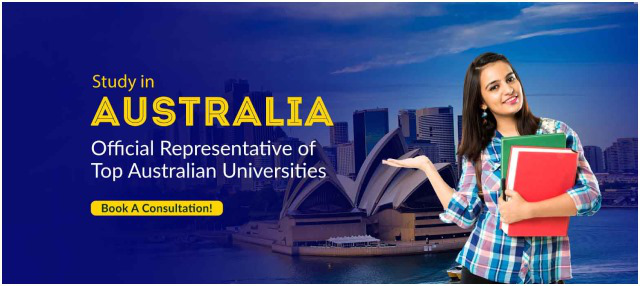 Study in
AUSTRALIA
Official Representative of
Top Australian Universities
Book A Consultation!